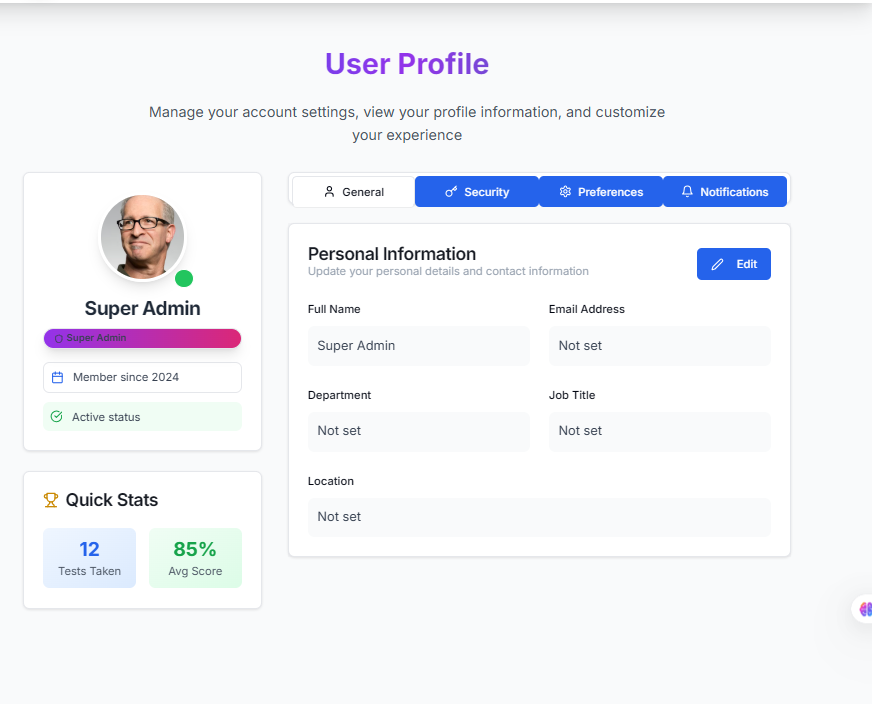 User Profile
Manage your account settings, view your profile information, and customize
your experience
Super Admin
Super Admin
Member since 2024
Active status
Quick Stats
12
Tests Taken
85%
Avg Score
General
Security
Preferences
Notifications
Personal Information
Update your personal details and contact information
Edit
Full Name
Super Admin
Email Address
Not set
Department
Not set
Job Title
Not set
Location
Not set